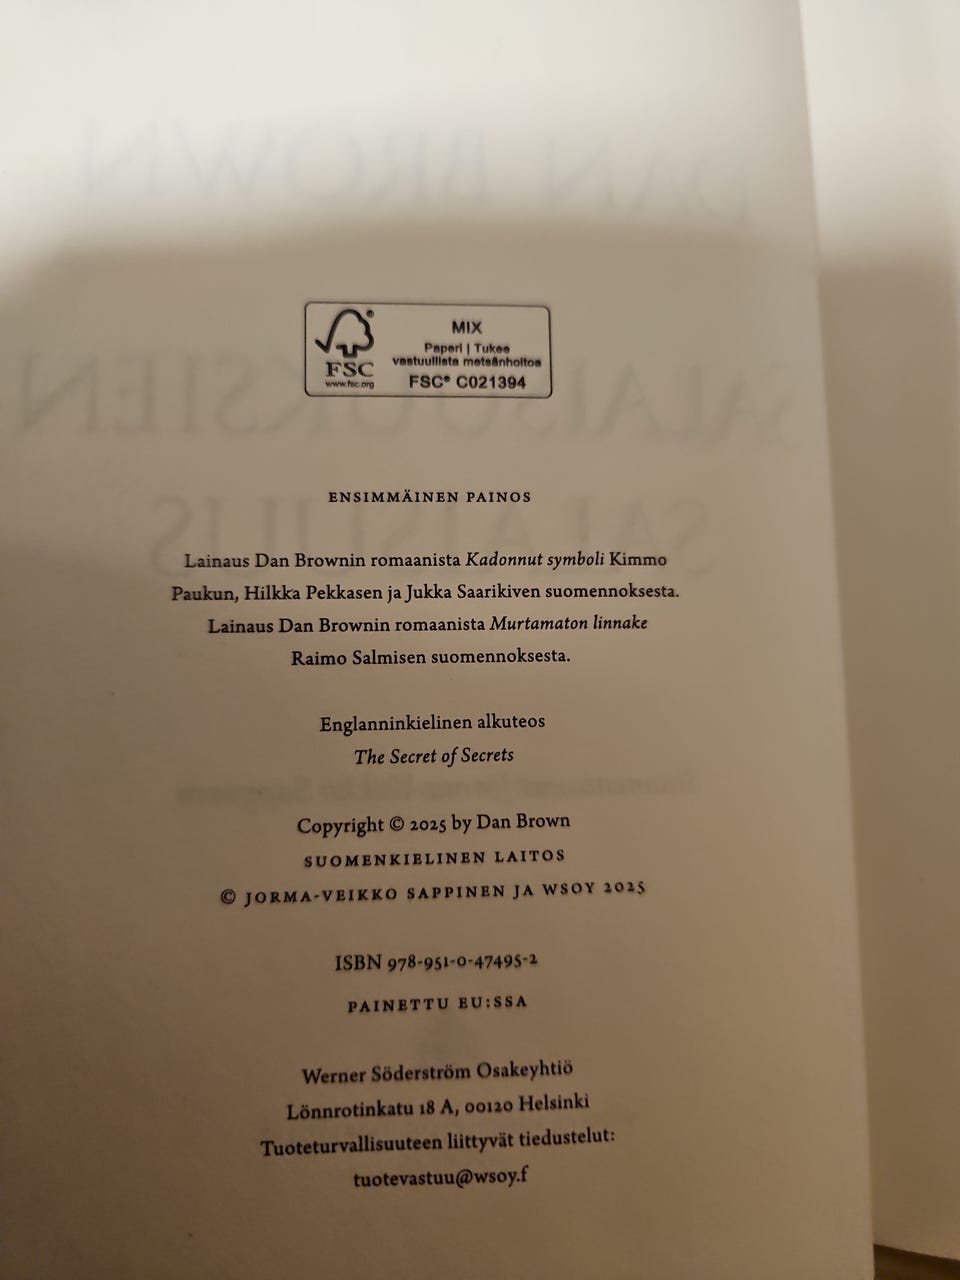 FSC
www.fsc.org
MIX
Paperi | Tukee
vastuullista metsänhoitoa
FSC® C021394
ENSIMMÄINEN PAINOS
Lainaus Dan Brownin romaanista Kadonnut symboli Kimmo
Paukun, Hilkka Pekkasen ja Jukka Saarikiven suomennoksesta.
Lainaus Dan Brownin romaanista Murtamaton linnake
Raimo Salmisen suomennoksesta.
Englanninkielinen alkuteos
The Secret of Secrets
Copyright © 2025 by Dan Brown
SUOMENKIELINEN LAITOS
© JORMA-VEIKKO SAPPINEN JA WSOY 2025
ISBN 978-951-0-47495-2
PAINETTU EU:SSA
Werner Söderström Osakeyhtiö
Lönnrotinkatu 18 A, 00120 Helsinki
Tuoteturvallisuuteen liittyvät tiedustelut:
tuotevastuu@wsoy.f